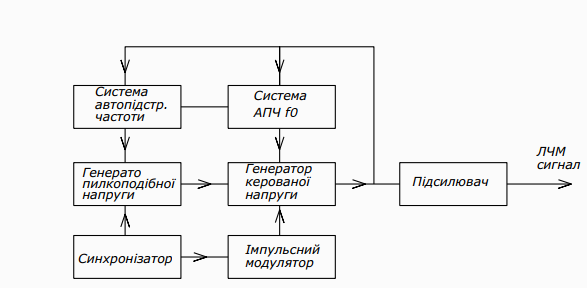 Система
автопідстр.
частоти
Система
АПЧ f0
Генерато
пилкоподібної
напруги
Генератор
керованої
напруги
Підсилювач
ЛЧМ
сигнал
Синхронізатор
Імпульсний
модулятор